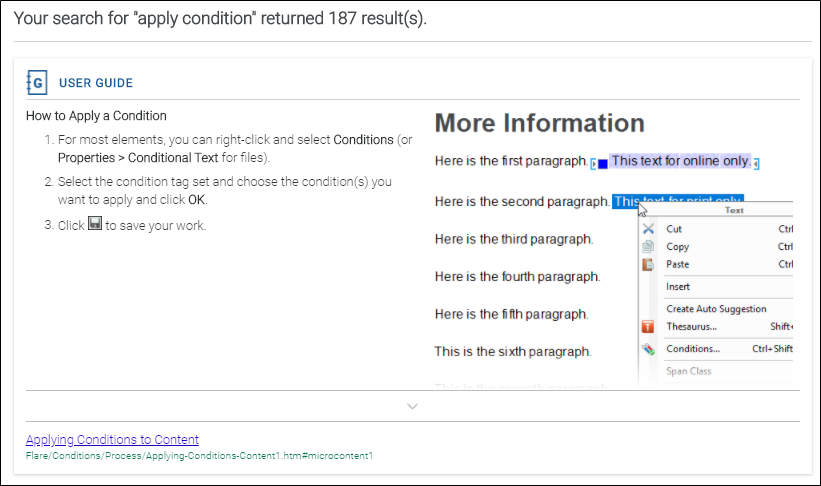 Your search for "apply condition" returned 187 result(s).
G USER GUIDE
How to Apply a Condition
1. For most elements, you can right-click and select Conditions (or
Properties > Conditional Text for files).
2. Select the condition tag set and choose the condition(s) you
want to apply and click OK.
3. Click to save your work.
More Information
Here is the first paragraph. This text for online only.
Here is the second paragraph. This text for print only.
Here is the third paragraph.
Here is the fourth paragraph.
Here is the fifth paragraph.
This is the sixth paragraph.
This is the seventh paragraph.
Text
Cut Ctrl
Copy Ctrl
Paste Ctrl
Insert
Create Auto Suggestion
T Thesaurus... Shift+
Conditions... Ctrl+Shift
Span Class
Applying Conditions to Content
Flare/Conditions/Process/Applying-Conditions-Content1.htm#microcontent1